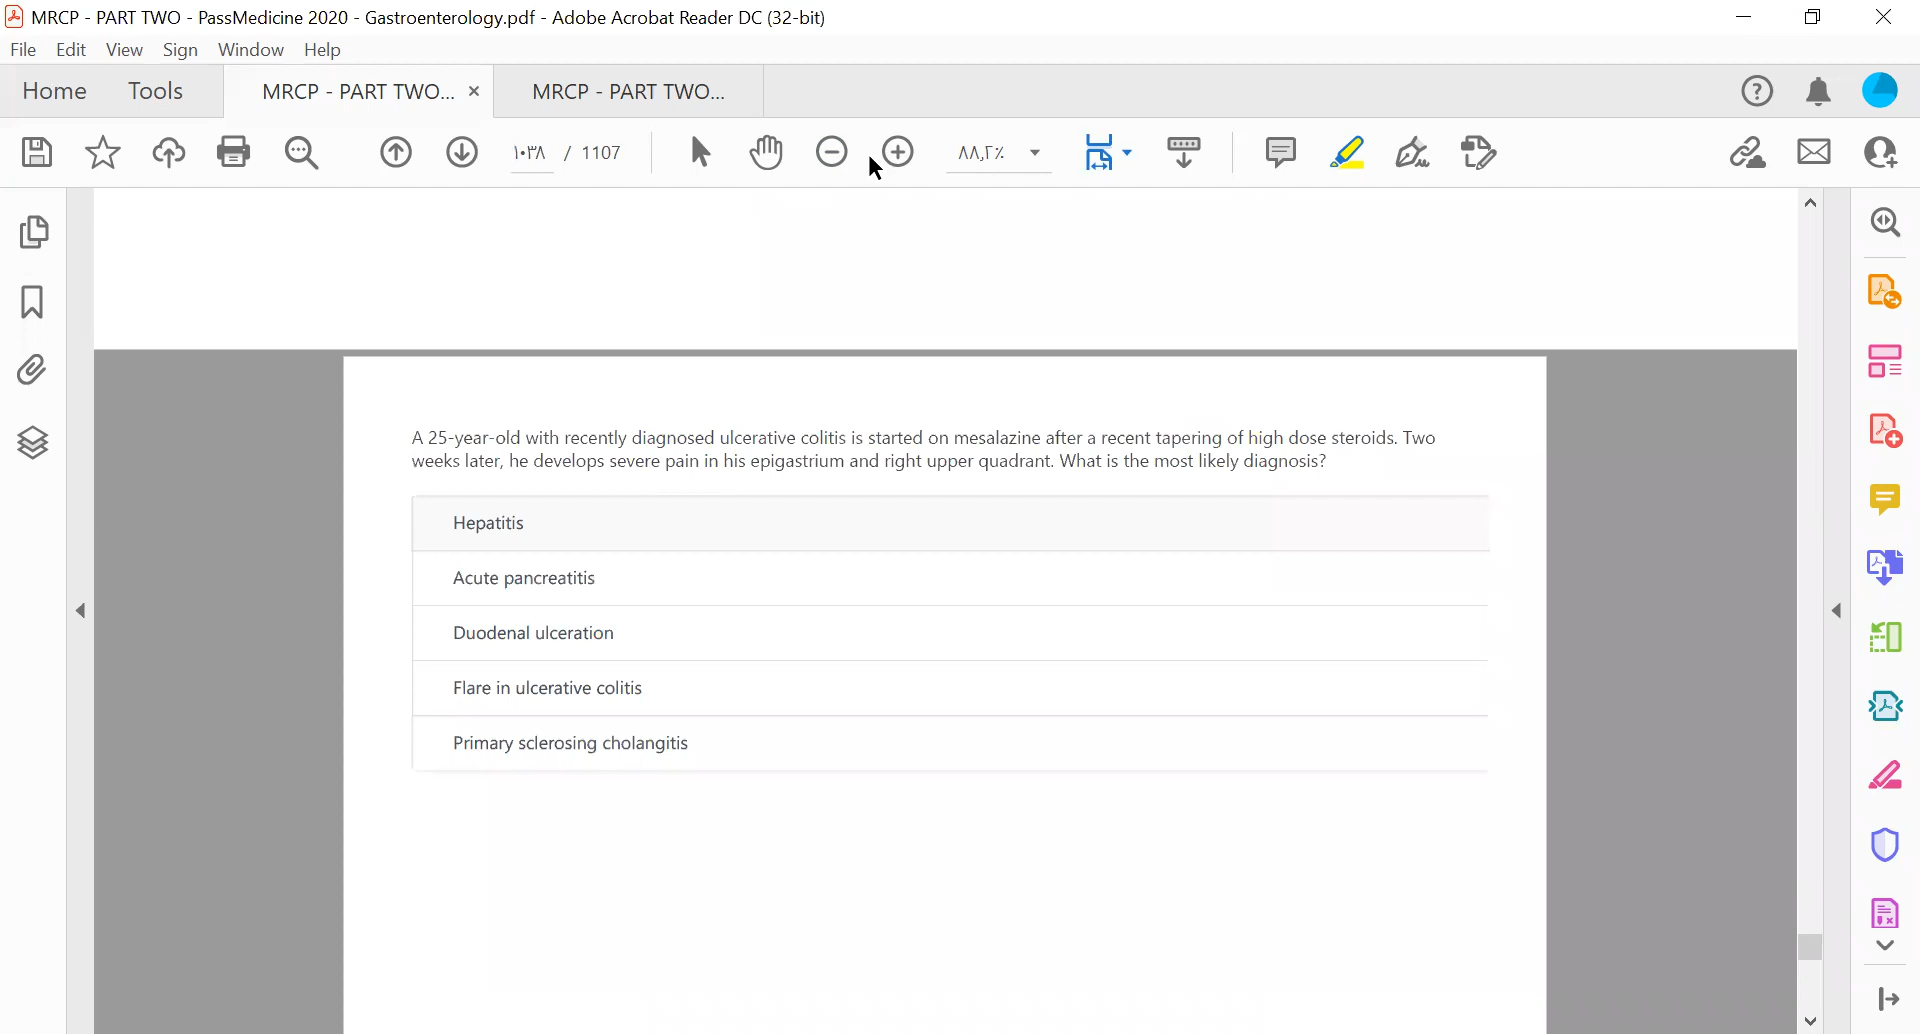 MRCP - PART TWO - PassMedicine 2020 - Gastroenterology.pdf - Adobe Acrobat Reader DC (32-bit)
File Edit View Sign Window Help
Home Tools MRCP - PART TWO... × MRCP - PART TWO...
١٠٣٨ / 1107 ٨٨,٢٪
A 25-year-old with recently diagnosed ulcerative colitis is started on mesalazine after a recent tapering of high dose steroids. Two
weeks later, he develops severe pain in his epigastrium and right upper quadrant. What is the most likely diagnosis?
Hepatitis
Acute pancreatitis
Duodenal ulceration
Flare in ulcerative colitis
Primary sclerosing cholangitis